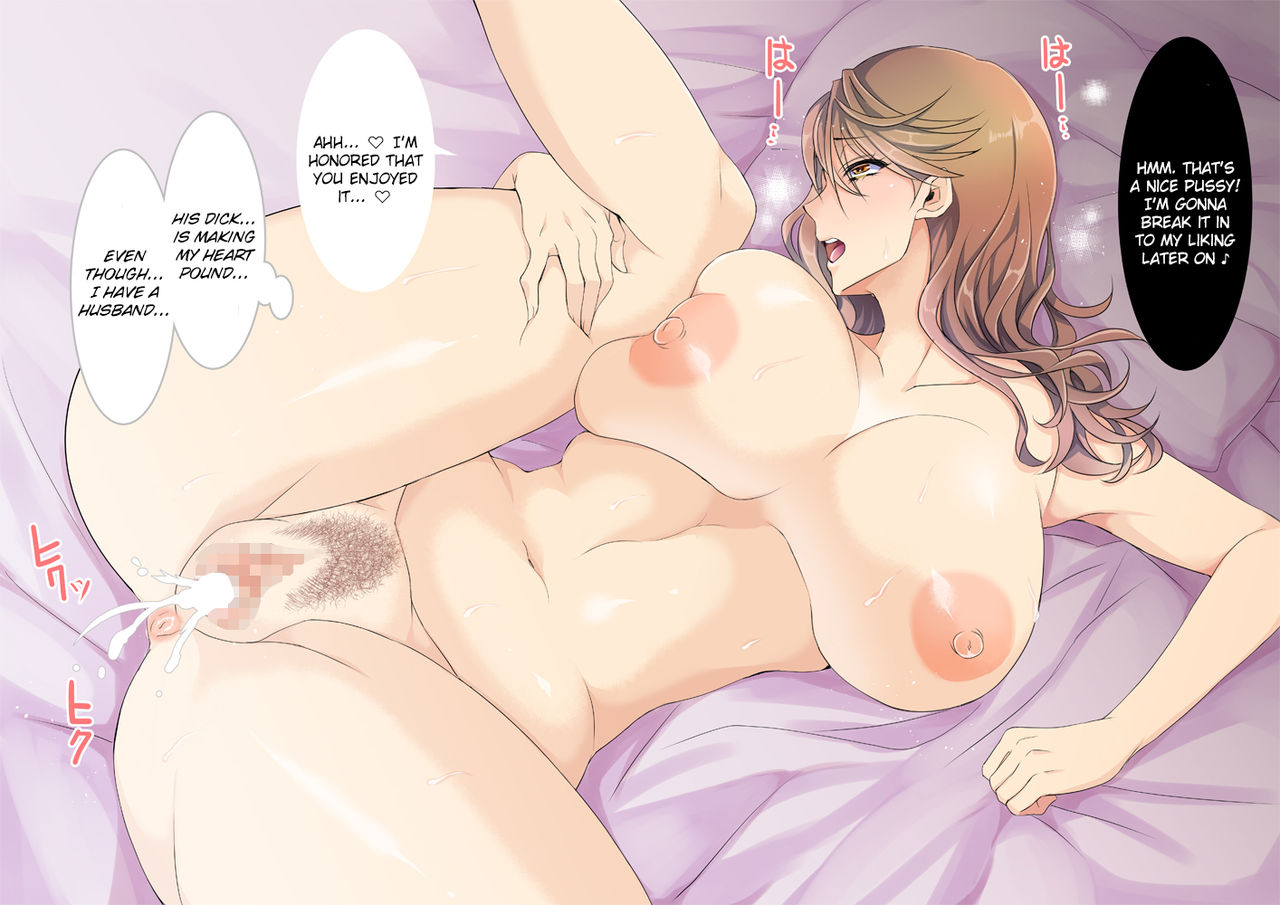 HMM. THAT'S
A NICE PUSSY!
I'M GONNA
BREAK IT IN
TO MY LIKING
LATER ON ♪
はー…
はー…
AHH... ♡ I'M
HONORED THAT
YOU ENJOYED
IT... ♡
HIS DICK...
IS MAKING
MY HEART
POUND...
EVEN
THOUGH...
I HAVE A
HUSBAND...
ヒクッ
ヒク